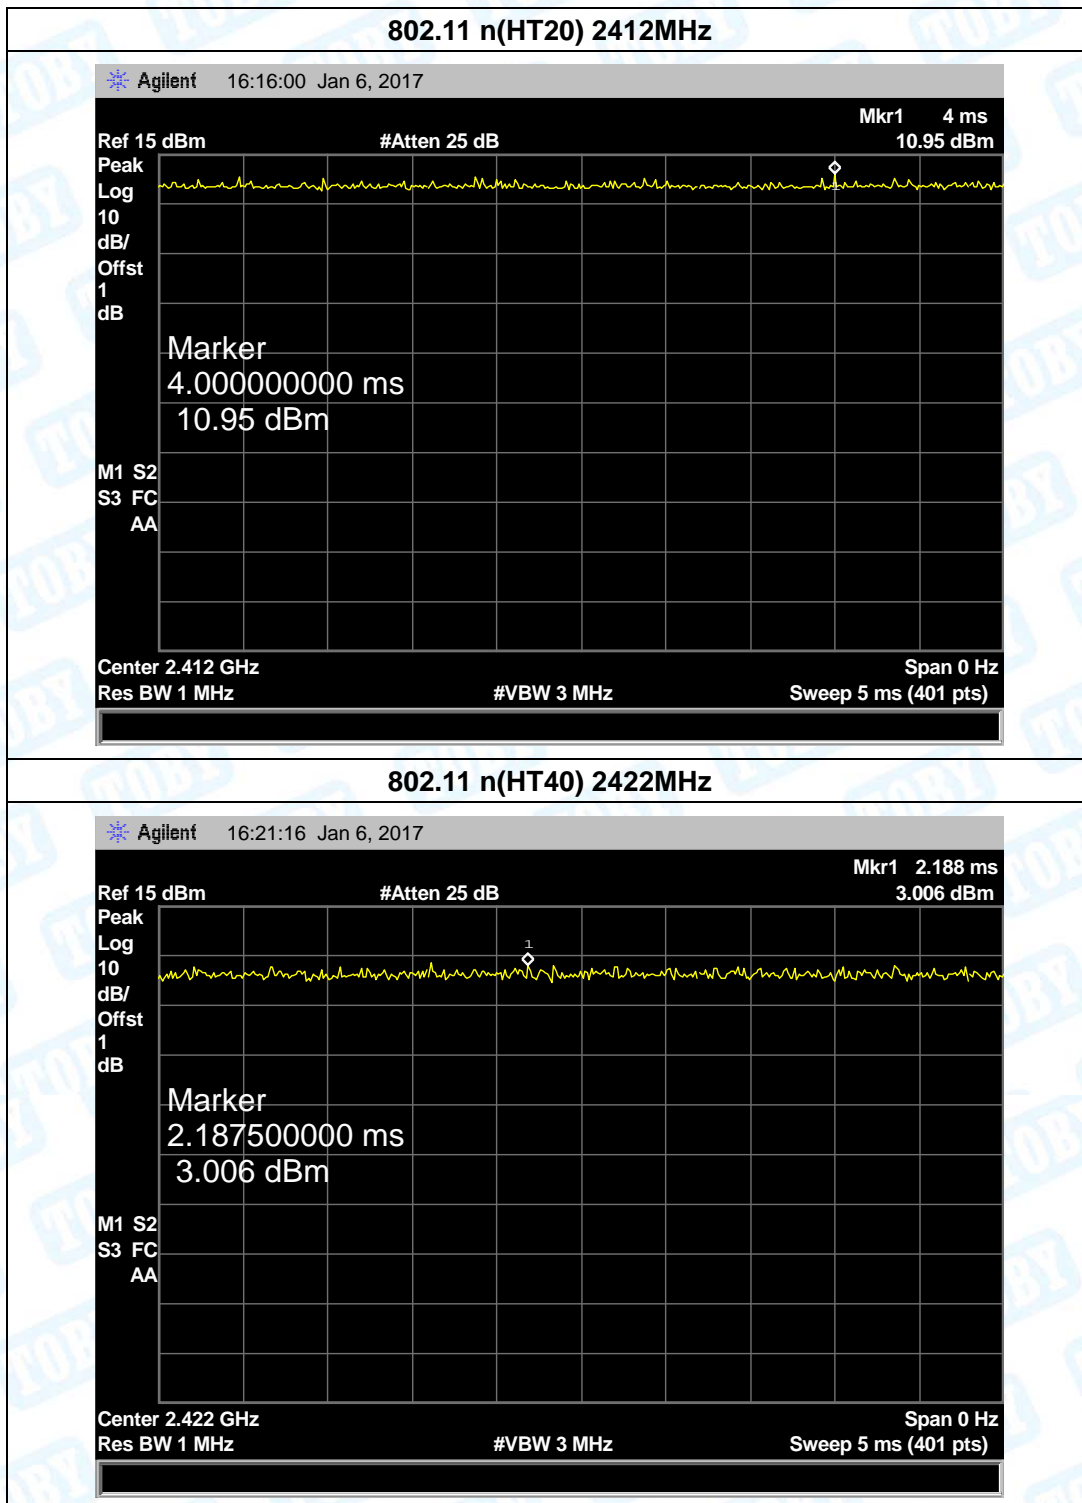 802.11 n(HT20) 2412MHz
Agilent 16:16:00 Jan 6, 2017
Mkr1 4 ms
Ref 15 dBm #Atten 25 dB 10.95 dBm
Peak
Log
10
dB/
Offst
1
dB
1
Marker
4.000000000 ms
10.95 dBm
M1 S2
S3 FC
AA
Center 2.412 GHz Span 0 Hz
Res BW 1 MHz #VBW 3 MHz Sweep 5 ms (401 pts)
802.11 n(HT40) 2422MHz
Agilent 16:21:16 Jan 6, 2017
Mkr1 2.188 ms
Ref 15 dBm #Atten 25 dB 3.006 dBm
Peak
Log
10
dB/
Offst
1
dB
1
Marker
2.187500000 ms
3.006 dBm
M1 S2
S3 FC
AA
Center 2.422 GHz Span 0 Hz
Res BW 1 MHz #VBW 3 MHz Sweep 5 ms (401 pts)
TOBY